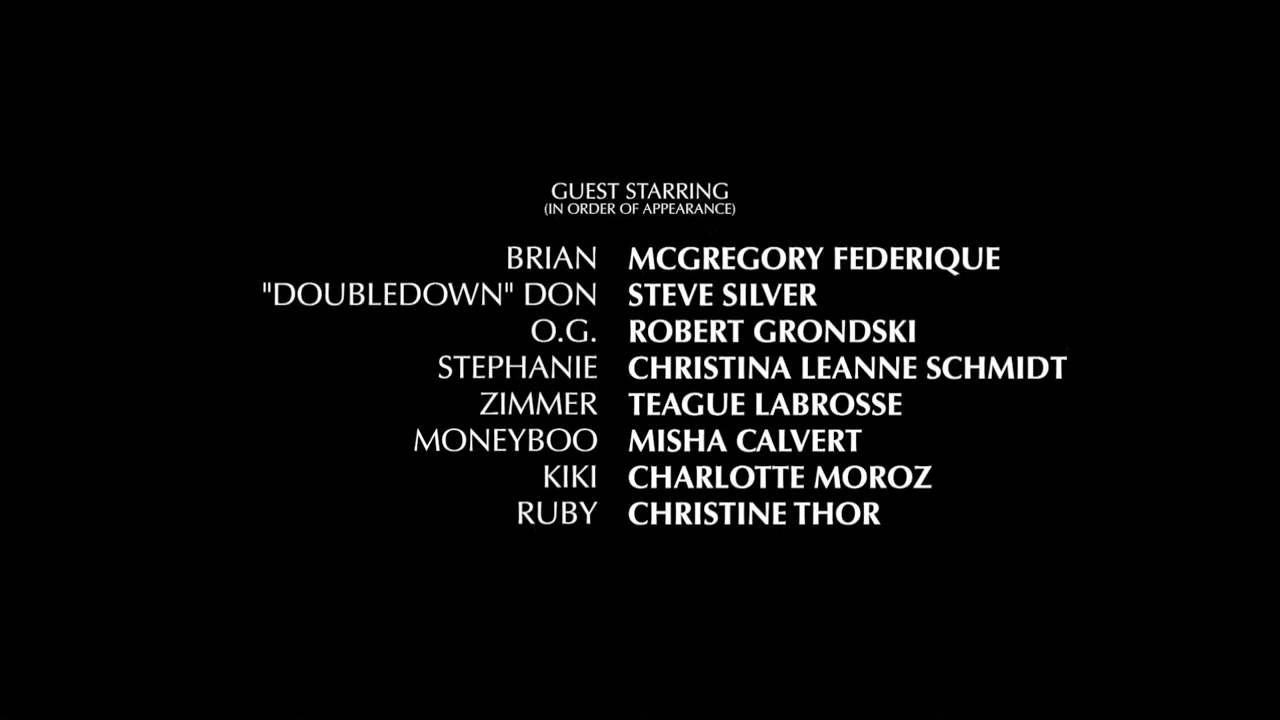 GUEST STARRING
(IN ORDER OF APPEARANCE)
BRIAN MCGREGORY FEDERIQUE
"DOUBLEDOWN" DON STEVE SILVER
O.G. ROBERT GRONDSKI
STEPHANIE CHRISTINA LEANNE SCHMIDT
ZIMMER TEAGUE LABROSSE
MONEYBOO MISHA CALVERT
KIKI CHARLOTTE MOROZ
RUBY CHRISTINE THOR